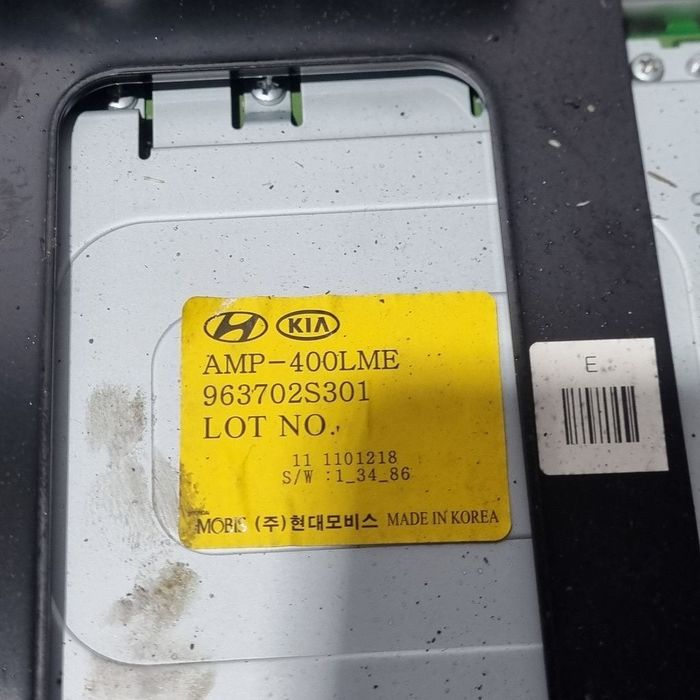 KIA
AMP-400LME
963702S301
LOT NO.
11 1101218
S/W :1_34_86
MOBIS (주)현대모비스 MADE IN KOREA
E